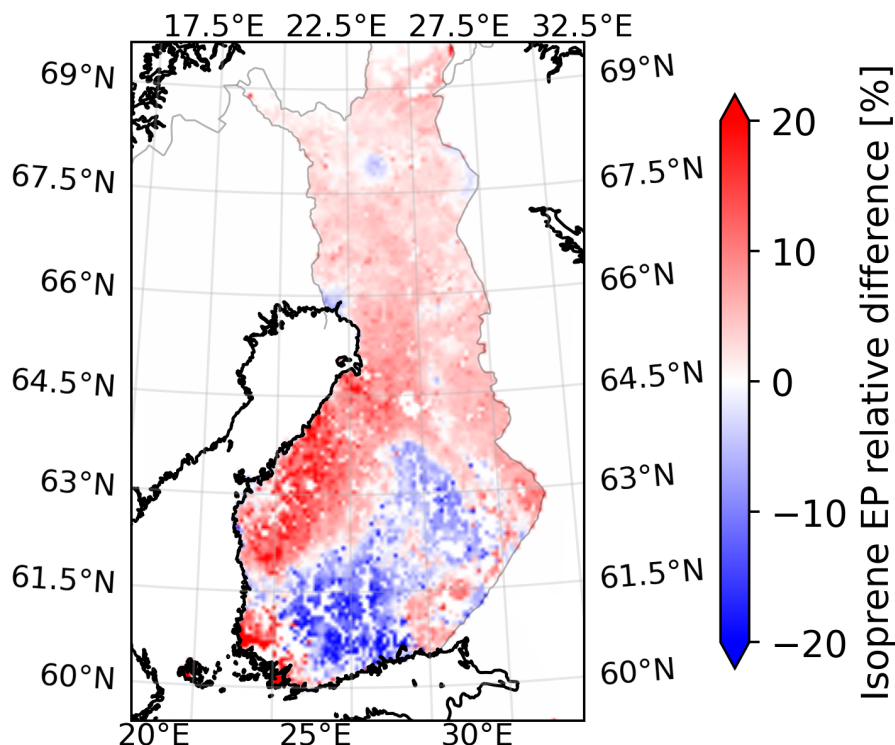 17.5°E 22.5°E 27.5°E 32.5°E
69°N 69°N
67.5°N 67.5°N
66°N 66°N
64.5°N 64.5°N
63°N 63°N
61.5°N 61.5°N
60°N 60°N
20°E 25°E 30°E
20
10
0
−10
−20
Isoprene EP relative difference [%]